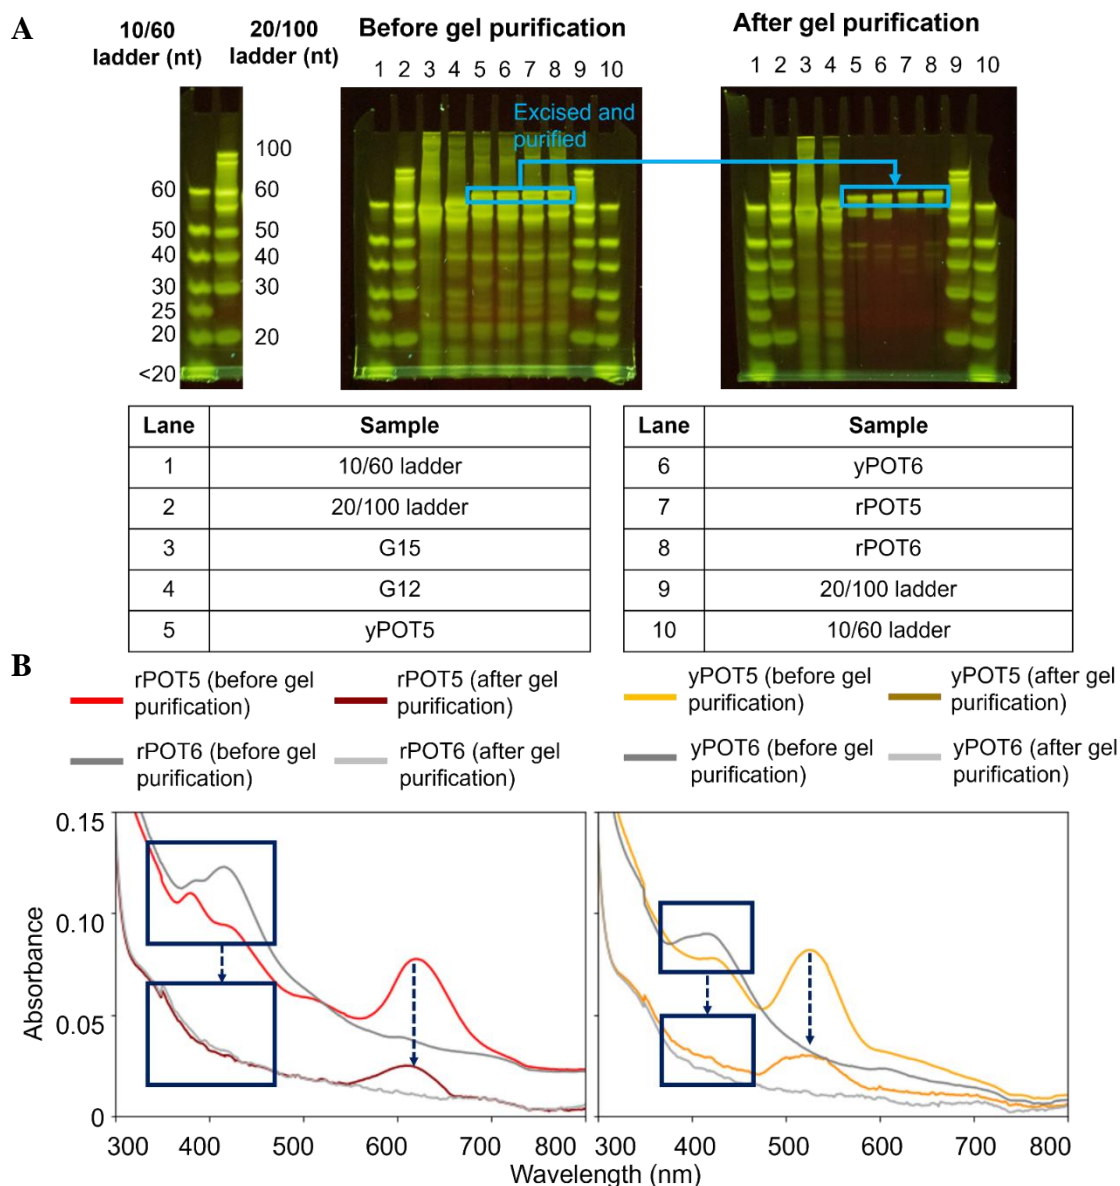 A
10/60
ladder (nt)
20/100
ladder (nt)
Before gel purification
After gel purification
1 2 3 4 5 6 7 8 9 10
1 2 3 4 5 6 7 8 9 10
Excised and
purified
60
50
40
30
25
20
<20
100
60
50
40
30
20
Lane Sample
1 10/60 ladder
2 20/100 ladder
3 G15
4 G12
5 yPOT5
Lane Sample
6 yPOT6
7 rPOT5
8 rPOT6
9 20/100 ladder
10 10/60 ladder
B
rPOT5 (before gel
purification)
rPOT5 (after gel
purification)
rPOT6 (before gel
purification)
rPOT6 (after gel
purification)
yPOT5 (before gel
purification)
yPOT5 (after gel
purification)
yPOT6 (before gel
purification)
yPOT6 (after gel
purification)
Absorbance
0.15
0.10
0.05
0
300 400 500 600 700 800
300 400 500 600 700 800
Wavelength (nm)